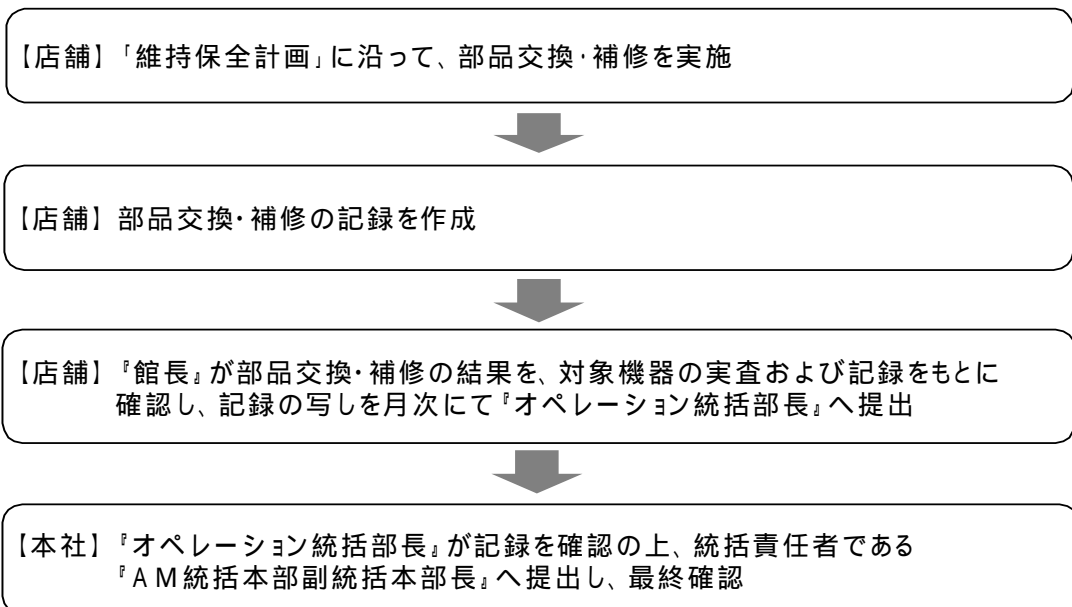 【店舗】「維持保全計画」に沿って、部品交換・補修を実施
【店舗】部品交換・補修の記録を作成
【店舗】『館長』が部品交換・補修の結果を、対象機器の実査および記録をもとに
確認し、記録の写しを月次にて『オペレーション統括部長』へ提出
【本社】『オペレーション統括部長』が記録を確認の上、統括責任者である
『AM統括本部副統括本部長』へ提出し、最終確認